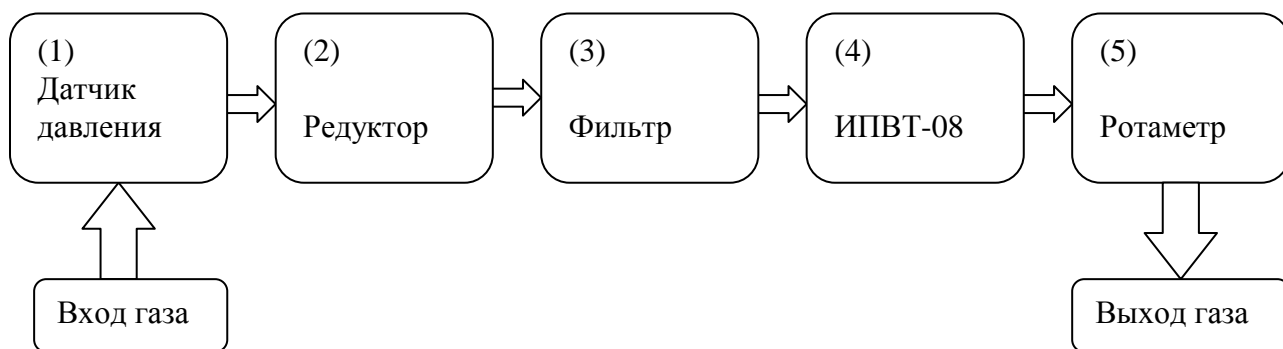 (1)
Датчик
давления
(2)
Редуктор
(3)
Фильтр
(4)
ИПВТ-08
(5)
Ротаметр
Вход газа
Выход газа